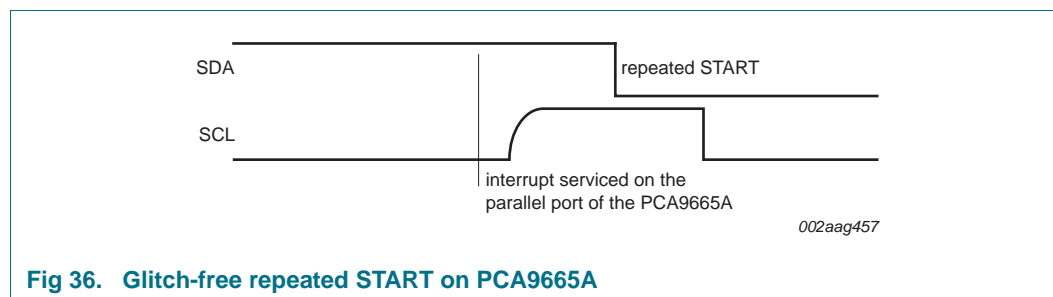 SDA
repeated START
SCL
interrupt serviced on the
parallel port of the PCA9665A
002aag457
Fig 36. Glitch-free repeated START on PCA9665A